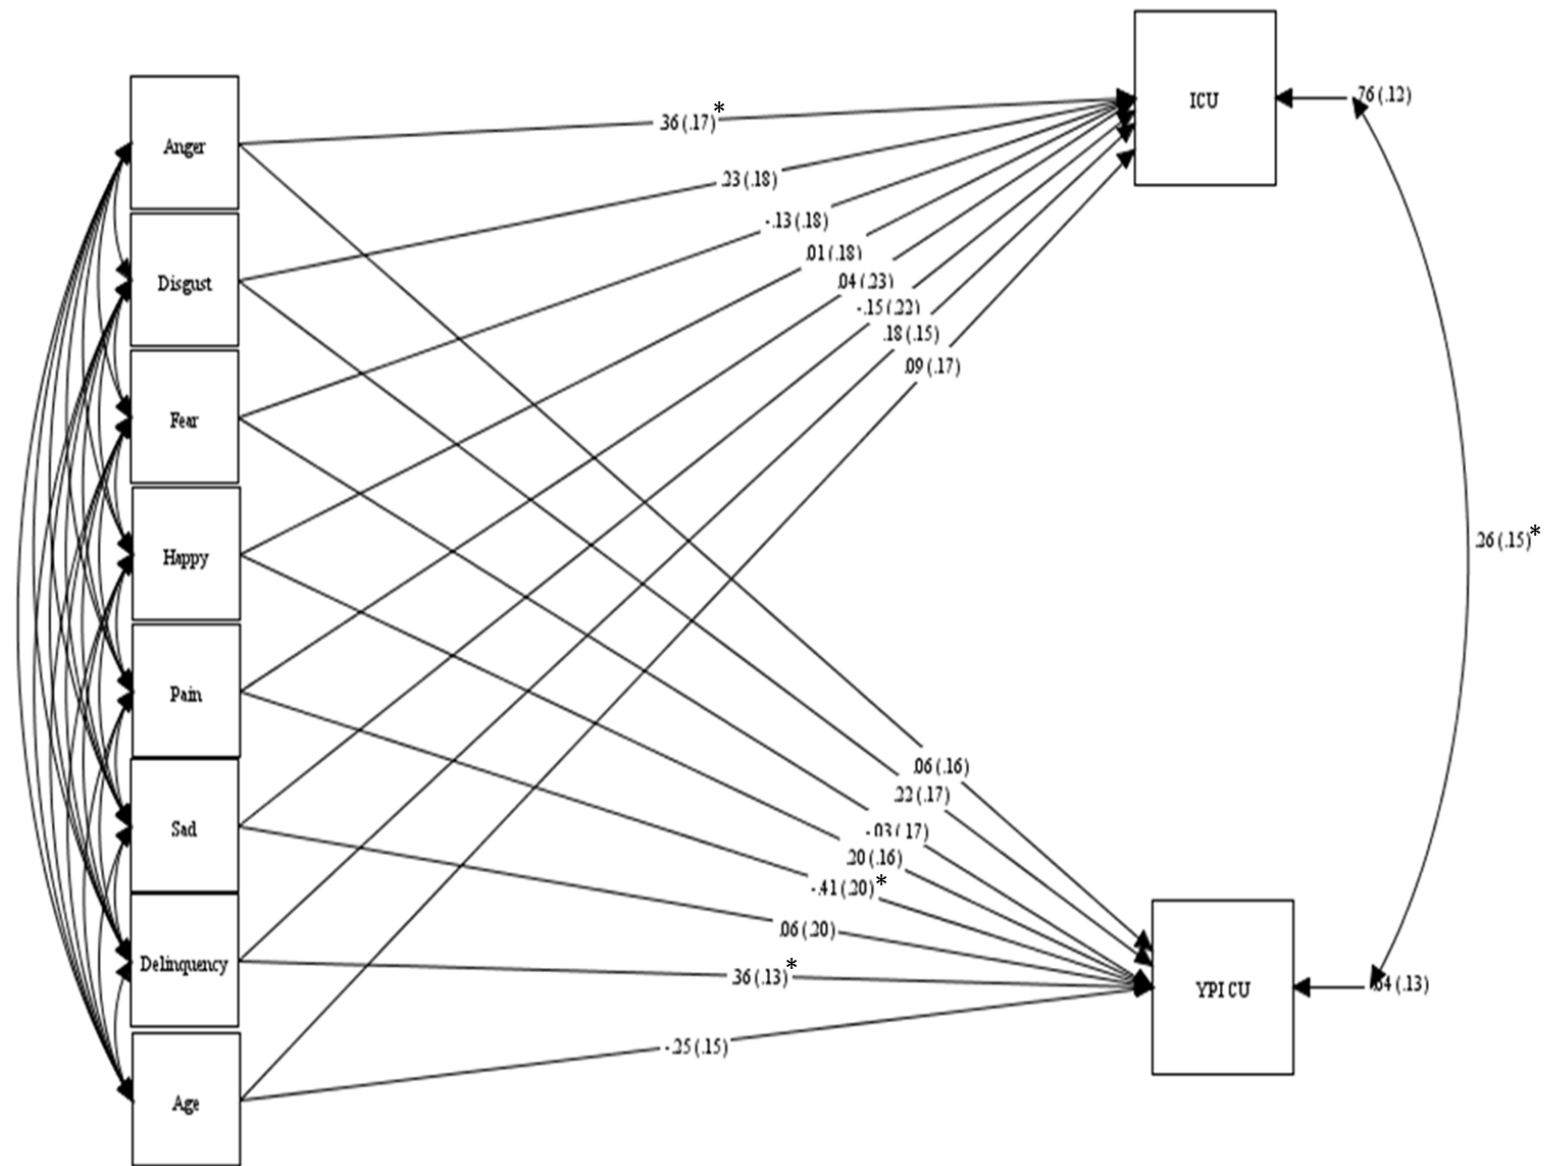 ICU
.76 (.12)
Anger
.36 (.17)*
.23 (.18)
-.13 (.18)
.01 (.18)
Disgust
.04 (.23)
-.15 (.22)
.18 (.15)
.09 (.17)
Fear
.26 (.15)*
Happy
Pain
.06 (.16)
.22 (.17)
Sad
-.03 (.17)
.20 (.16)
-.41 (.20)*
.06 (.20)
Delinquency
.36 (.13)*
YPI CU
.64 (.13)
-.25 (.15)
Age